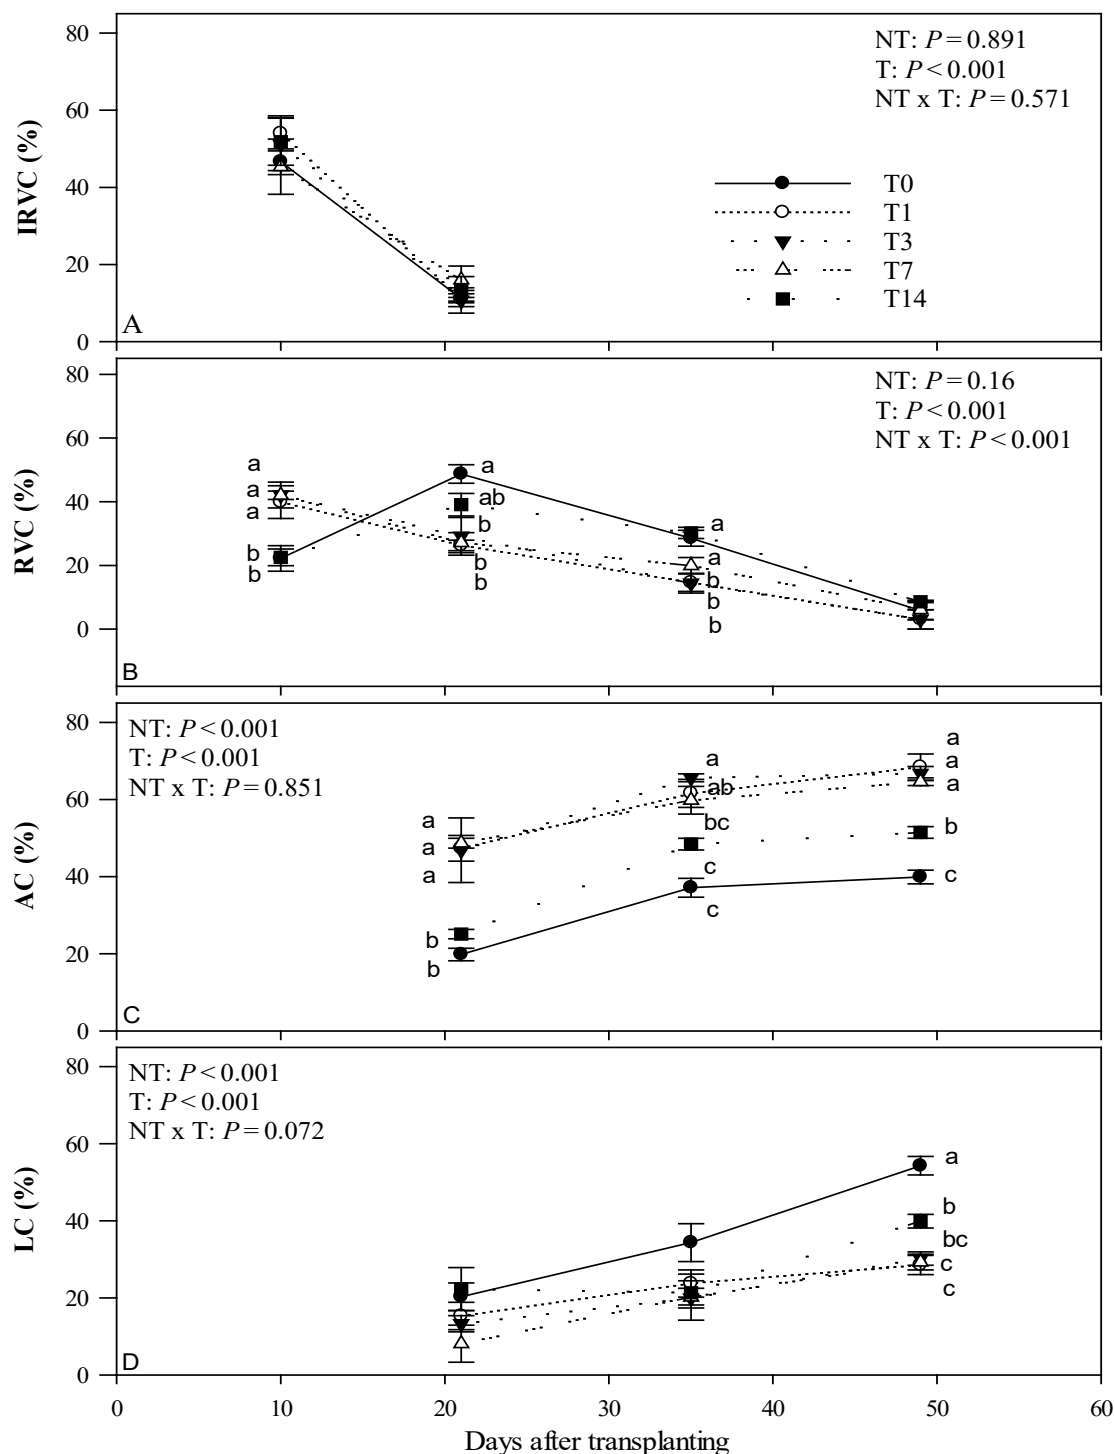 80
60
40
20
0
IRVC (%)
NT: P = 0.891
T: P < 0.001
NT x T: P = 0.571
T0
T1
T3
T7
T14
A
80
60
40
20
0
RVC (%)
NT: P = 0.16
T: P < 0.001
NT x T: P < 0.001
a
a
a
b
b
a
ab
b
b
b
a
a
b
b
b
B
80
60
40
20
0
AC (%)
NT: P < 0.001
T: P < 0.001
NT x T: P = 0.851
a
a
a
b
b
a
ab
bc
c
c
a
a
a
b
c
C
80
60
40
20
0
LC (%)
NT: P < 0.001
T: P < 0.001
NT x T: P = 0.072
a
b
bc
c
c
D
0 10 20 30 40 50 60
Days after transplanting